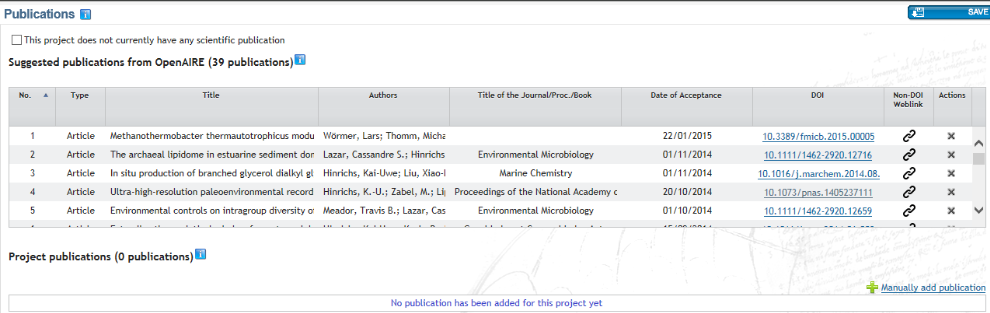 Publications
SAVE
This project does not currently have any scientific publication
Suggested publications from OpenAIRE (39 publications)
No. Type Title Authors Title of the Journal/Proc./Book Date of Acceptance DOI Non-DOI Weblink Actions
1 Article Methanothermobacter thermautotrophicus modu Wörmer, Lars; Thomm, Micha 22/01/2015 10.3389/fmicb.2015.00005
2 Article The archaeal lipidome in estuarine sediment dor Lazar, Cassandre S.; Hinrichs Environmental Microbiology 01/11/2014 10.1111/1462-2920.12716
3 Article In situ production of branched glycerol dialkyl gl Hinrichs, Kai-Uwe; Liu, Xiao-l Marine Chemistry 01/11/2014 10.1016/j.marchem.2014.08.
4 Article Ultra-high-resolution paleoenvironmental record Hinrichs, K.-U.; Zabel, M.; Li Proceedings of the National Academy c 20/10/2014 10.1073/pnas.1405237111
5 Article Environmental controls on intragroup diversity o Meador, Travis B.; Lazar, Cas Environmental Microbiology 01/10/2014 10.1111/1462-2920.12659
Project publications (0 publications)
Manually add publication
No publication has been added for this project yet